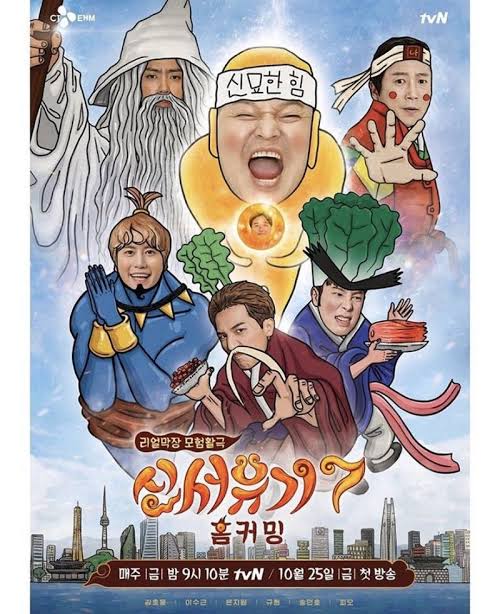 CJ ENM
tvN
신묘한 힘
나
리얼막장 모험활극
신서유기7
홈커밍
매주 |금| 밤 9시 10분 tvN / 10월 25일 |금| 첫 방송
강호동 | 이수근 | 은지원 | 규현 | 송민호 | 피오